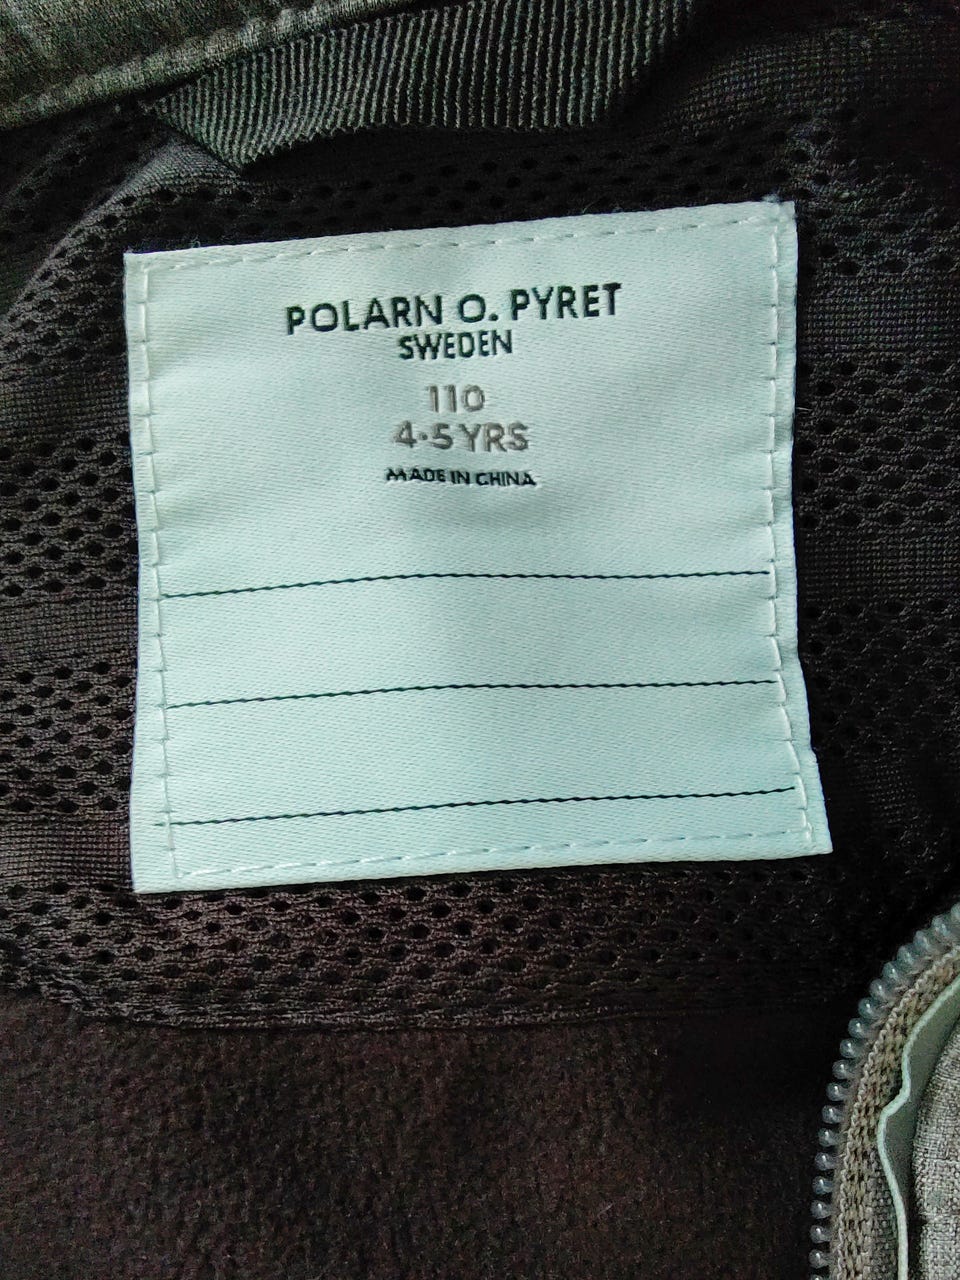 POLARN O. PYRET
SWEDEN
110
4-5 YRS
MADE IN CHINA